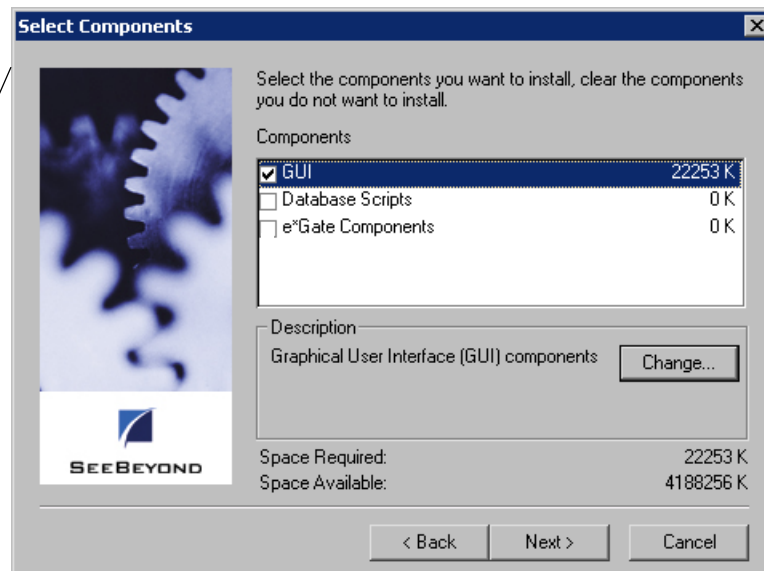 Select Components
Select the components you want to install, clear the components
you do not want to install.
Components
GUI 22253 K
Database Scripts 0 K
e*Gate Components 0 K
Description
Graphical User Interface (GUI) components
Change...
SEEBEYOND
Space Required: 22253 K
Space Available: 4188256 K
< Back Next > Cancel